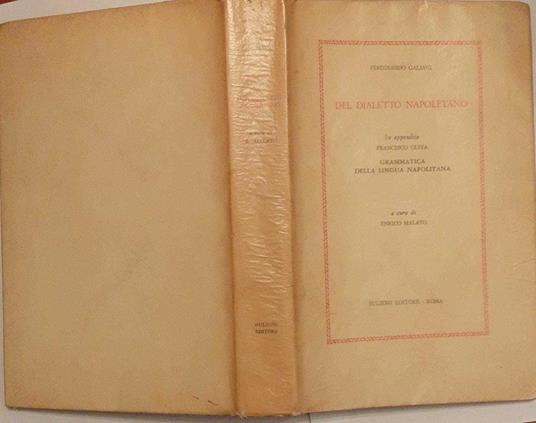 FERDINANDO GALIANI
DEL DIALETTO NAPOLETANO
In appendice
FRANCESCO OLIVA
GRAMMATICA
DELLA LINGUA NAPOLITANA
a cura di
ENRICO MALATO
BULZONI EDITORE - ROMA
BULZONI
EDITORE